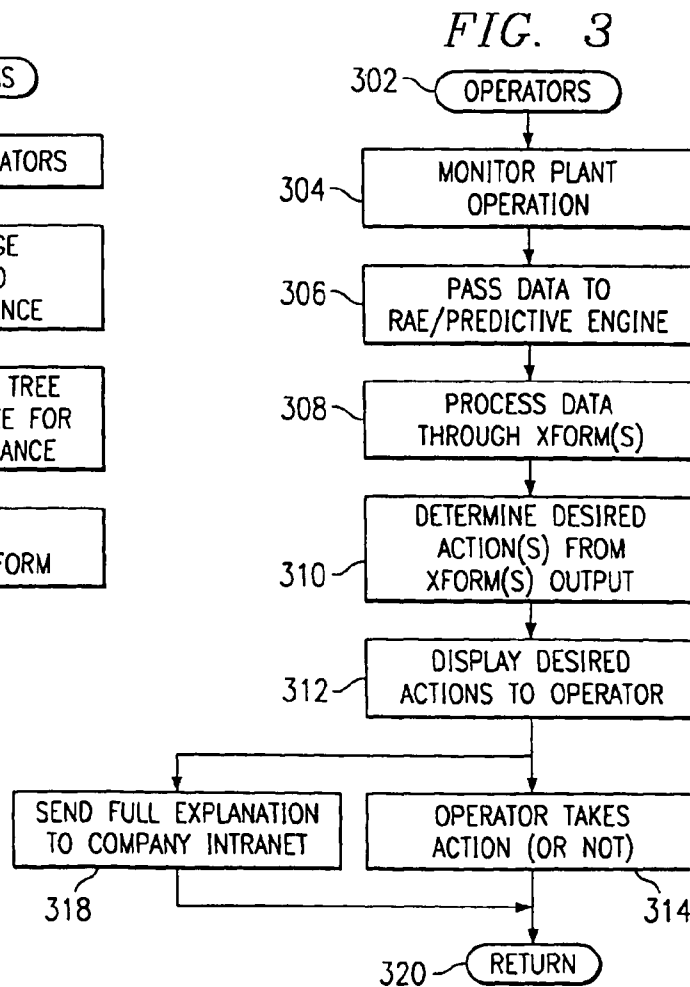 FIG. 3
S
ATORS
GE
NCE
TREE
E FOR
ANCE
FORM
302
OPERATORS
304
MONITOR PLANT
OPERATION
306
PASS DATA TO
RAE/PREDICTIVE ENGINE
308
PROCESS DATA
THROUGH XFORM(S)
310
DETERMINE DESIRED
ACTION(S) FROM
XFORM(S) OUTPUT
312
DISPLAY DESIRED
ACTIONS TO OPERATOR
SEND FULL EXPLANATION
TO COMPANY INTRANET
318
OPERATOR TAKES
ACTION (OR NOT)
314
320
RETURN